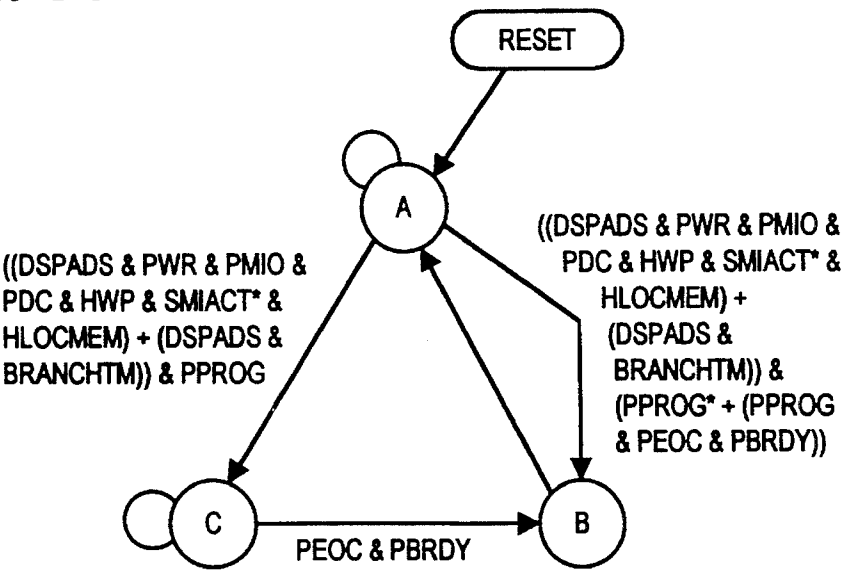 RESET
A
((DSPADS & PWR & PMIO &
PDC & HWP & SMIACT* &
HLOCMEM) + (DSPADS &
BRANCHTM)) & PPROG
((DSPADS & PWR & PMIO &
PDC & HWP & SMIACT* &
HLOCMEM) +
(DSPADS &
BRANCHTM)) &
(PPROG* + (PPROG
& PEOC & PBRDY))
C
PEOC & PBRDY
B